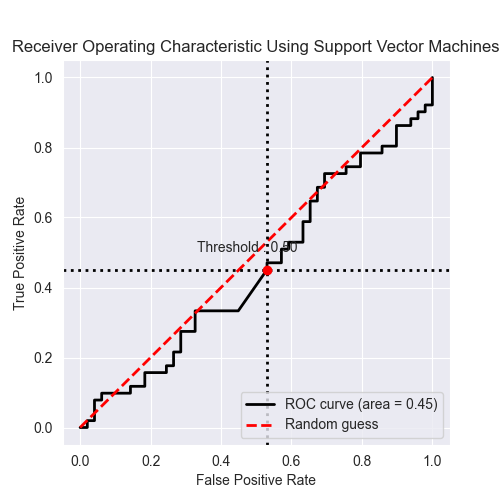 Receiver Operating Characteristic Using Support Vector Machines
1.0
0.8
0.6
0.4
0.2
0.0
True Positive Rate
Threshold : 0.50
ROC curve (area = 0.45)
Random guess
0.0 0.2 0.4 0.6 0.8 1.0
False Positive Rate